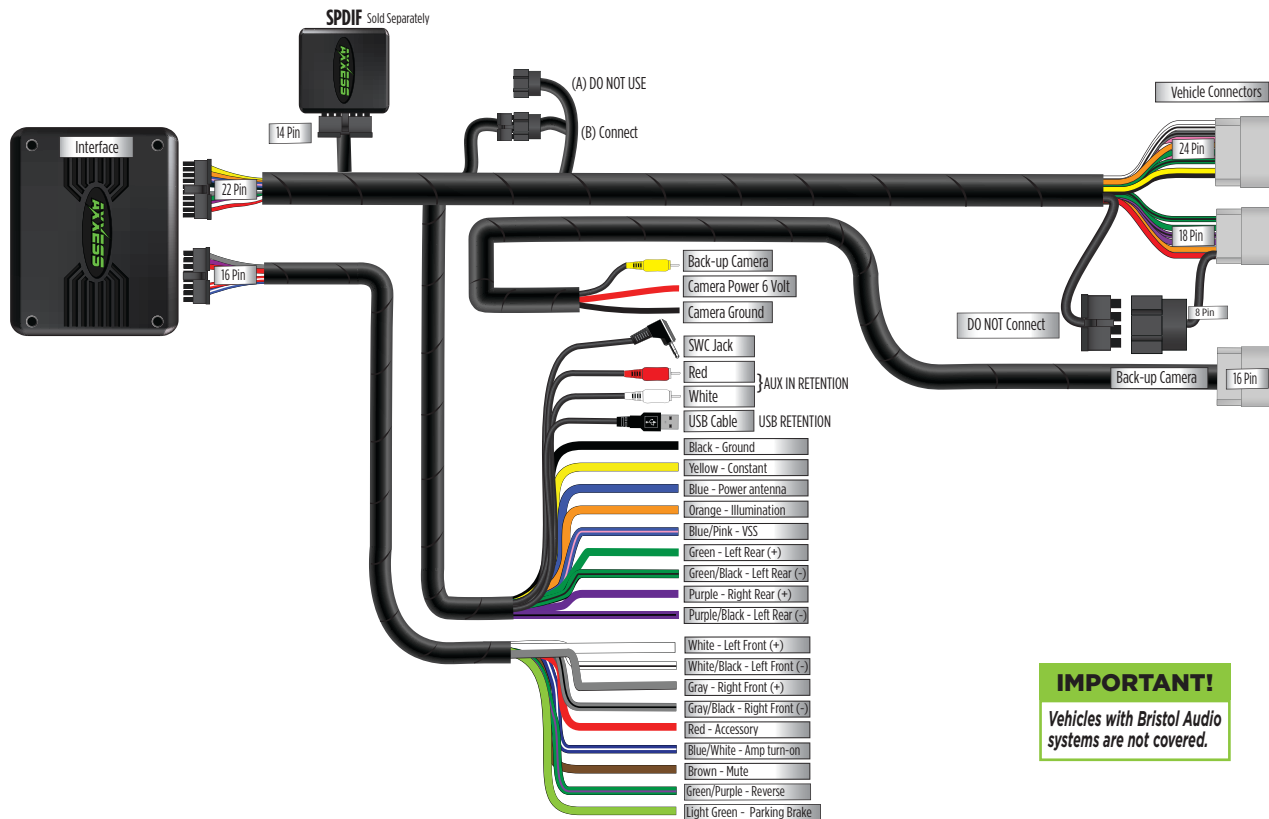 SPDIF Sold Separately
AXXESS
14 Pin
(A) DO NOT USE
(B) Connect
Vehicle Connectors
Interface
AXXESS
22 Pin
16 Pin
24 Pin
18 Pin
8 Pin
DO NOT Connect
Back-up Camera
16 Pin
Back-up Camera
Camera Power 6 Volt
Camera Ground
SWC Jack
Red
White
}AUX IN RETENTION
USB Cable USB RETENTION
Black - Ground
Yellow - Constant
Blue - Power antenna
Orange - Illumination
Blue/Pink - VSS
Green - Left Rear (+)
Green/Black - Left Rear (-)
Purple - Right Rear (+)
Purple/Black - Left Rear (-)
White - Left Front (+)
White/Black - Left Front (-)
Gray - Right Front (+)
Gray/Black - Right Front (-)
Red - Accessory
Blue/White - Amp turn-on
Brown - Mute
Green/Purple - Reverse
Light Green - Parking Brake
IMPORTANT!
Vehicles with Bristol Audio
systems are not covered.